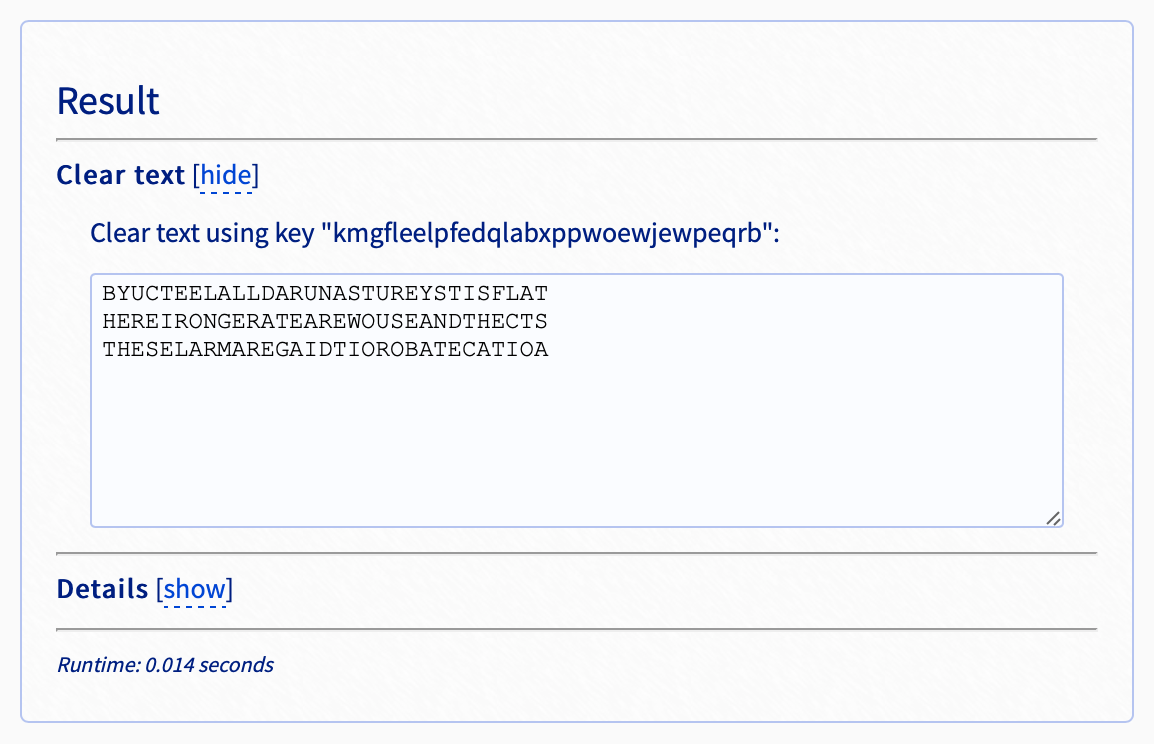 Result
Clear text [hide]
Clear text using key "kmgfleelpfedqlabxppwoewjewpeqrb":
BYUCTEELALLDARUNASTUREYSTISFLAT
HEREIRONGERATEAREWOUSEANDTHECTS
THESELARMAREGAIDTIOROBATECATIOA
Details [show]
Runtime: 0.014 seconds